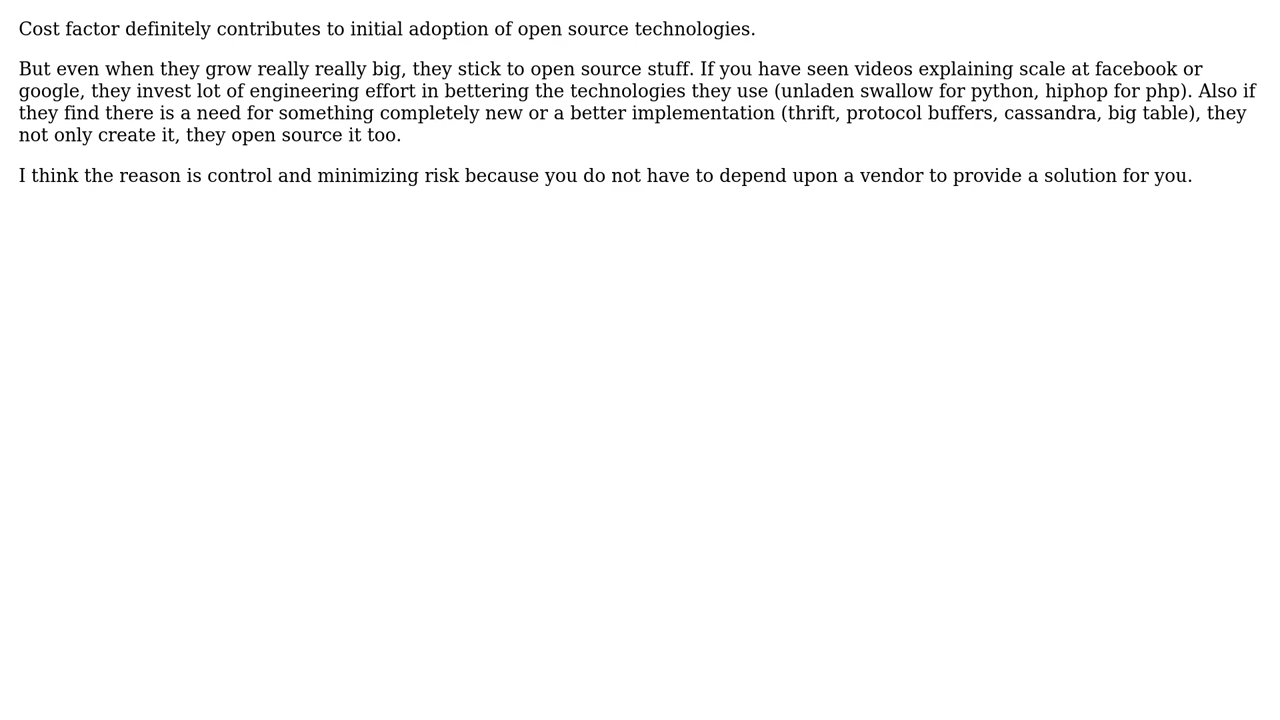 Cost factor definitely contributes to initial adoption of open source technologies.
But even when they grow really really big, they stick to open source stuff. If you have seen videos explaining scale at facebook or
google, they invest lot of engineering effort in bettering the technologies they use (unladen swallow for python, hiphop for php). Also if
they find there is a need for something completely new or a better implementation (thrift, protocol buffers, cassandra, big table), they
not only create it, they open source it too.
I think the reason is control and minimizing risk because you do not have to depend upon a vendor to provide a solution for you.